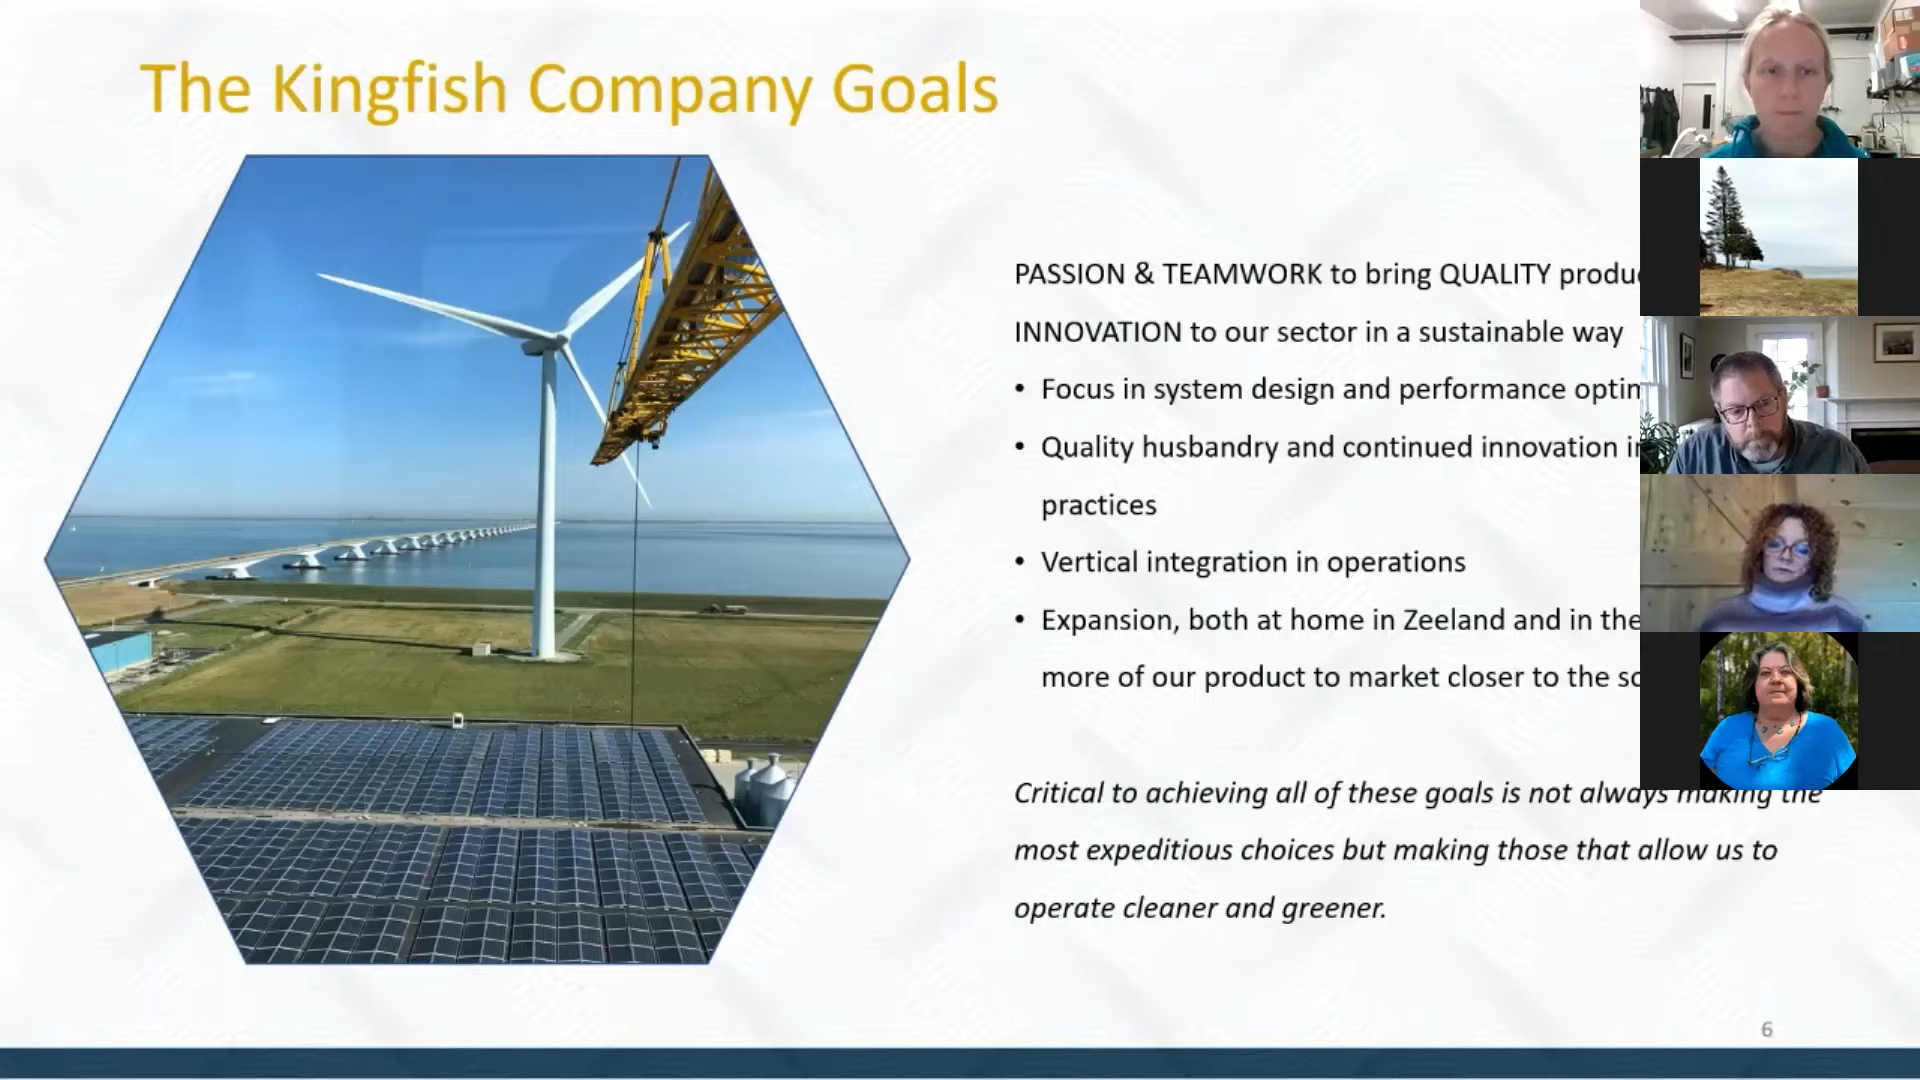 The Kingfish Company Goals
PASSION & TEAMWORK to bring QUALITY
INNOVATION to our sector in a sustainable way
• Focus in system design and performance
• Quality husbandry and continued innovation
practices
• Vertical integration in operations
• Expansion, both at home in Zeeland and in the
more of our product to market closer to the
Critical to achieving all of these goals is not always making the
most expeditious choices but making those that allow us to
operate cleaner and greener.
6